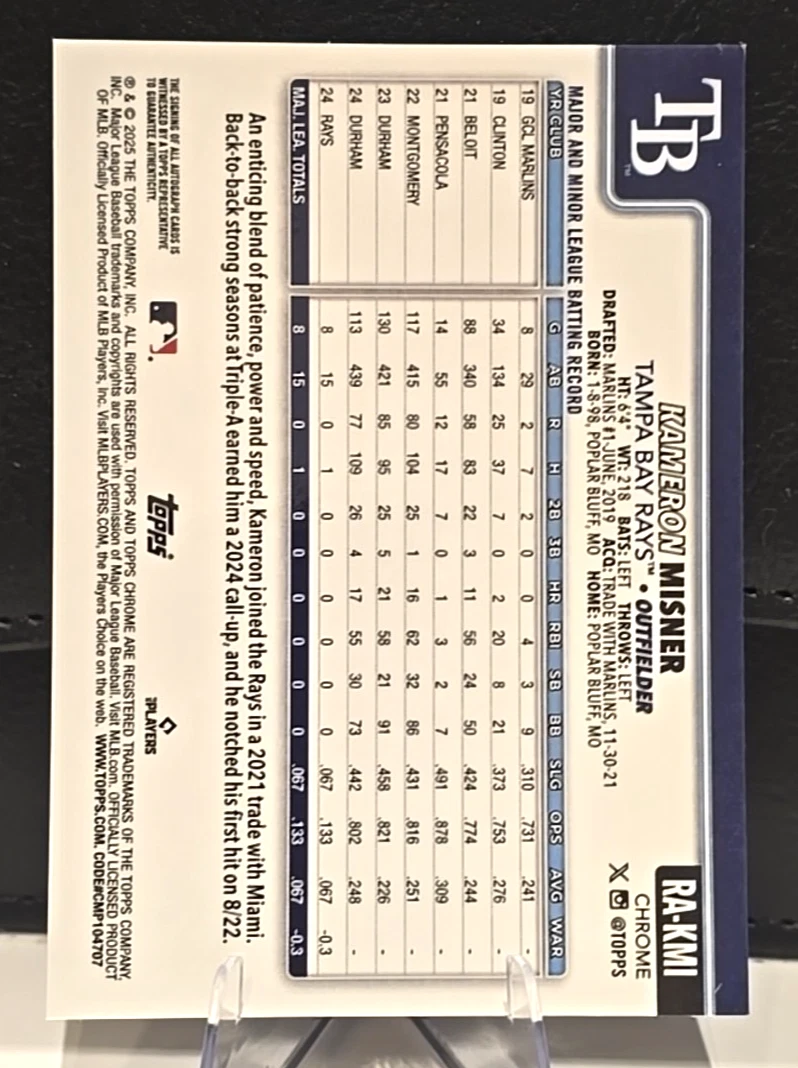 TB™
KAMERON MISNER
TAMPA BAY RAYS™ • OUTFIELDER
HT: 6'4" WT: 218 BATS: LEFT THROWS: LEFT
DRAFTED: MARLINS #1-JUNE, 2019 ACQ: TRADE WITH MARLINS, 11-30-21
BORN: 1-8-98, POPLAR BLUFF, MO HOME: POPLAR BLUFF, MO
RA-KMI
CHROME
X @TOPPS
MAJOR AND MINOR LEAGUE BATTING RECORD
YR CLUB G AB R H 2B 3B HR RBI SB BB SLG OPS AVG WAR
19 GCL MARLINS 8 29 2 7 2 0 0 4 3 9 .310 .731 .241 -
19 CLINTON 34 134 25 37 7 0 2 20 8 21 .373 .753 .276 -
21 BELOIT 88 340 58 83 22 3 11 56 24 50 .424 .774 .244 -
21 PENSACOLA 14 55 12 17 7 0 1 3 2 7 .491 .878 .309 -
22 MONTGOMERY 117 415 80 104 25 1 16 62 32 86 .431 .816 .251 -
23 DURHAM 130 421 85 95 25 5 21 58 21 91 .458 .821 .226 -
24 DURHAM 113 439 77 109 26 4 17 55 30 73 .442 .802 .248 -
24 RAYS 8 15 0 1 0 0 0 0 0 0 .067 .133 .067 -0.3
MAJ. LEA. TOTALS 8 15 0 1 0 0 0 0 0 0 .067 .133 .067 -0.3
An enticing blend of patience, power and speed, Kameron joined the Rays in a 2021 trade with Miami.
Back-to-back strong seasons at Triple-A earned him a 2024 call-up, and he notched his first hit on 8/22.
THE SIGNING OF ALL AUTOGRAPH CARDS IS
WITNESSED BY A TOPPS REPRESENTATIVE
TO GUARANTEE AUTHENTICITY.
topps
PLAYERS
® & © 2025 THE TOPPS COMPANY, INC. ALL RIGHTS RESERVED. TOPPS AND TOPPS CHROME ARE REGISTERED TRADEMARKS OF THE TOPPS COMPANY,
INC. Major League Baseball trademarks and copyrights are used with permission of Major League Baseball. Visit MLB.com. OFFICIALLY LICENSED PRODUCT
OF MLB. Officially Licensed Product of MLB Players, Inc. Visit MLBPLAYERS.COM, the Players Choice on the web. WWW.TOPPS.COM. CODE#CMP104707